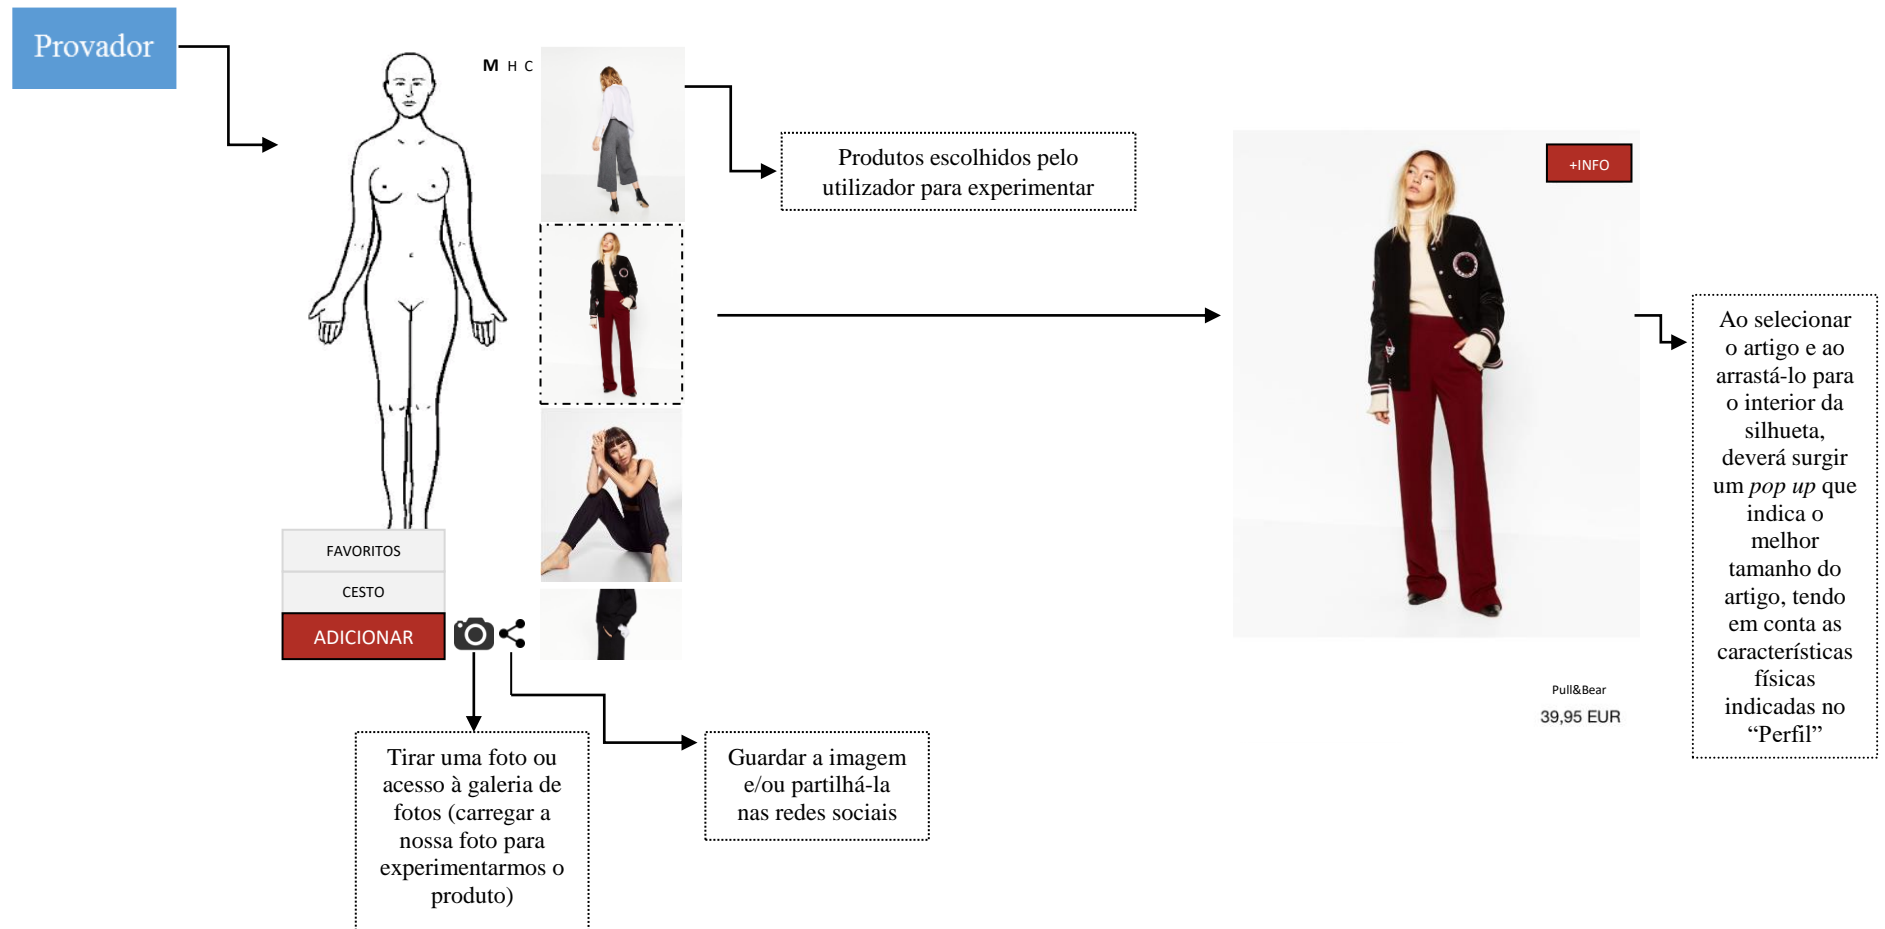 Provador
M H C
Produtos escolhidos pelo
utilizador para experimentar
+INFO
Ao selecionar
o artigo e ao
arrastá-lo para
o interior da
silhueta,
deverá surgir
um pop up que
indica o
melhor
tamanho do
artigo, tendo
em conta as
características
físicas
indicadas no
“Perfil”
FAVORITOS
CESTO
ADICIONAR
Pull&Bear
39,95 EUR
Tirar uma foto ou
acesso à galeria de
fotos (carregar a
nossa foto para
experimentarmos o
produto)
Guardar a imagem
e/ou partilhá-la
nas redes sociais